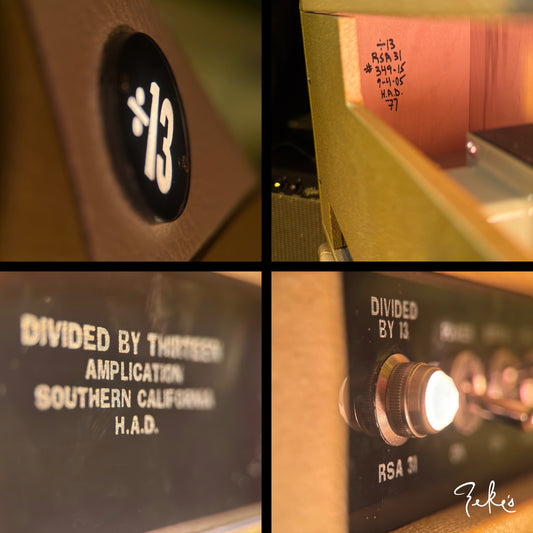 ÷13
÷13
RSA 31
#349-15
9-4-05
H.A.D.
77
DIVIDED BY THIRTEEN
AMPLICATION
SOUTHERN CALIFORNIA
H.A.D.
DIVIDED
BY 13
RSA 31
Zeke's